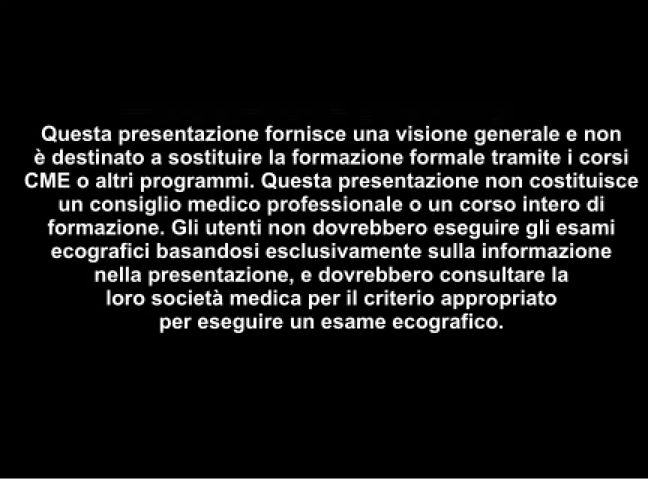 Questa presentazione fornisce una visione generale e non
è destinato a sostituire la formazione formale tramite i corsi
CME o altri programmi. Questa presentazione non costituisce
un consiglio medico professionale o un corso intero di
formazione. Gli utenti non dovrebbero eseguire gli esami
ecografici basandosi esclusivamente sulla informazione
nella presentazione, e dovrebbero consultare la
loro società medica per il criterio appropriato
per eseguire un esame ecografico.